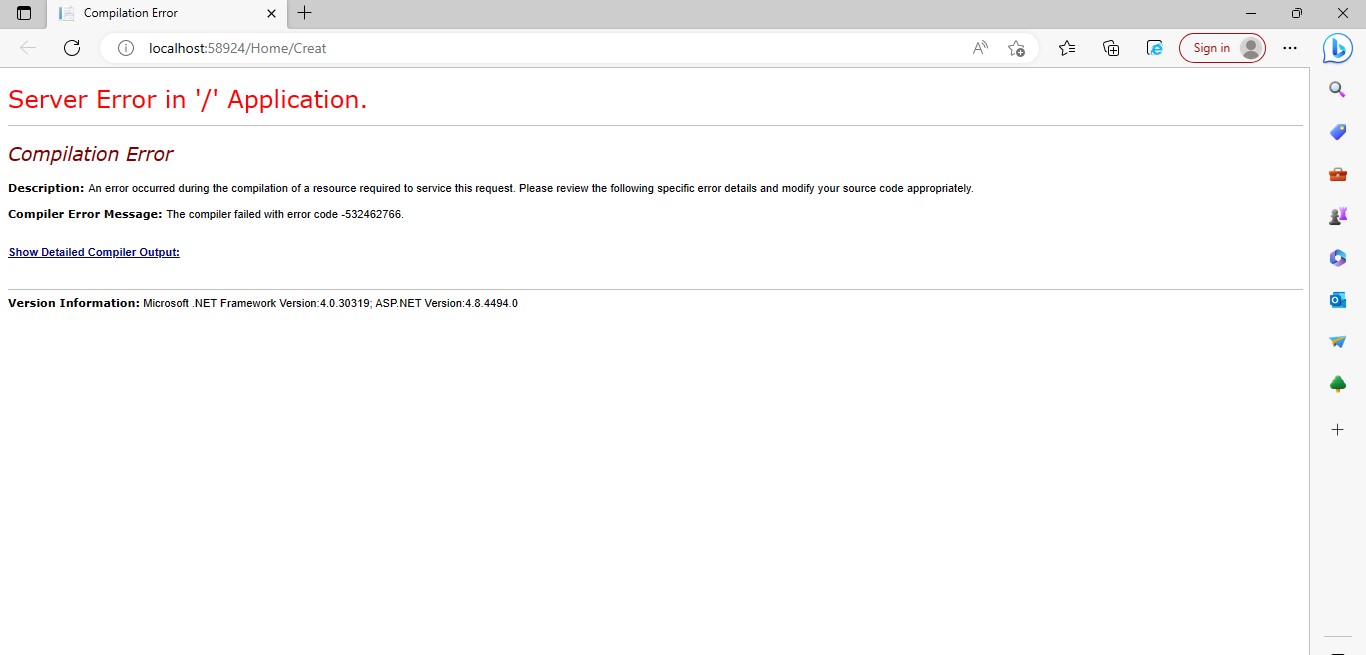 Compilation Error
localhost:58924/Home/Creat
Sign in
Server Error in '/' Application.
Compilation Error
Description: An error occurred during the compilation of a resource required to service this request. Please review the following specific error details and modify your source code appropriately.
Compiler Error Message: The compiler failed with error code -532462766.
Show Detailed Compiler Output:
Version Information: Microsoft .NET Framework Version:4.0.30319; ASP.NET Version:4.8.4494.0